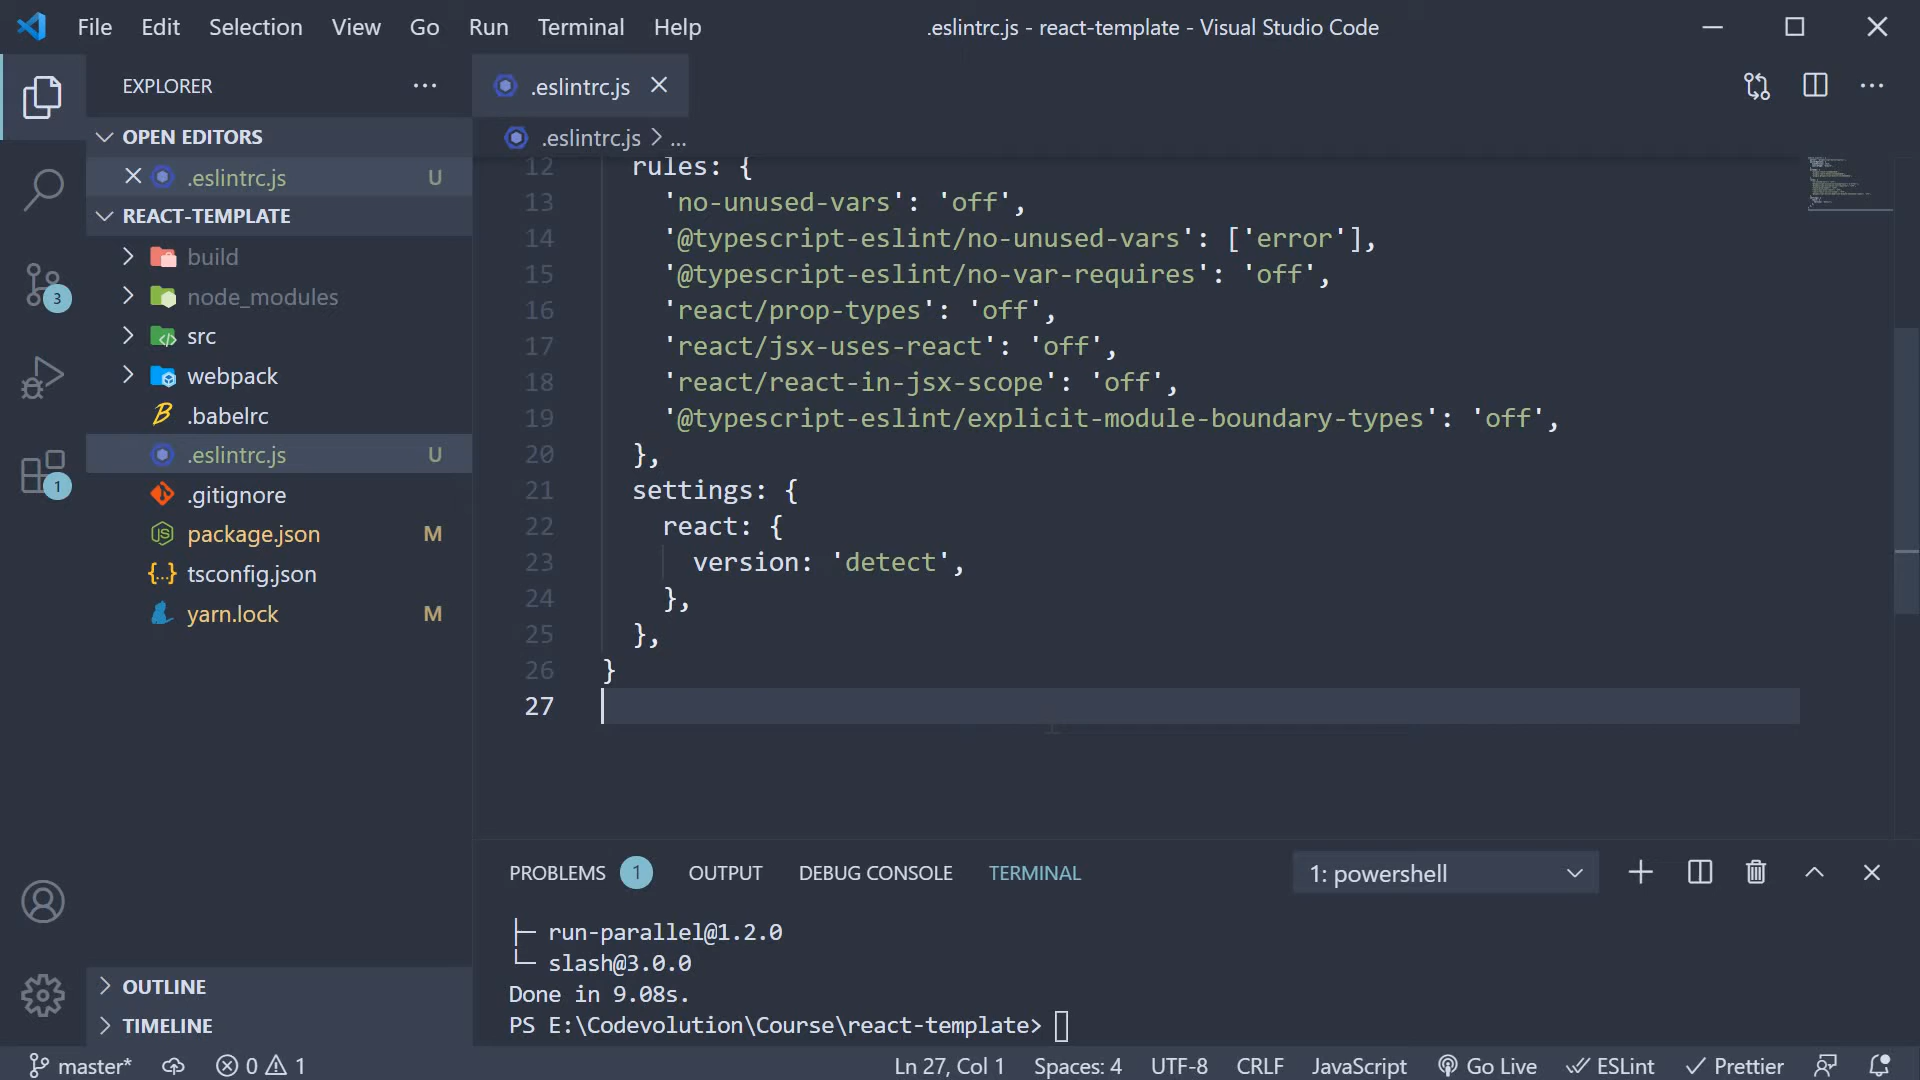 File Edit Selection View Go Run Terminal Help
.eslintrc.js - react-template - Visual Studio Code
EXPLORER
OPEN EDITORS
.eslintrc.js U
REACT-TEMPLATE
build
node_modules
src
webpack
.babelrc
.eslintrc.js U
.gitignore
package.json M
tsconfig.json
yarn.lock M
OUTLINE
TIMELINE
3
1
.eslintrc.js
.eslintrc.js > ...
12 rules: {
13 'no-unused-vars': 'off',
14 '@typescript-eslint/no-unused-vars': ['error'],
15 '@typescript-eslint/no-var-requires': 'off',
16 'react/prop-types': 'off',
17 'react/jsx-uses-react': 'off',
18 'react/react-in-jsx-scope': 'off',
19 '@typescript-eslint/explicit-module-boundary-types': 'off',
20 },
21 settings: {
22 react: {
23 version: 'detect',
24 },
25 },
26 }
27
PROBLEMS 1 OUTPUT DEBUG CONSOLE TERMINAL 1: powershell
├─ run-parallel@1.2.0
└─ slash@3.0.0
Done in 9.08s.
PS E:\Codevolution\Course\react-template>
master* 0 1 Ln 27, Col 1 Spaces: 4 UTF-8 CRLF JavaScript Go Live ESLint Prettier